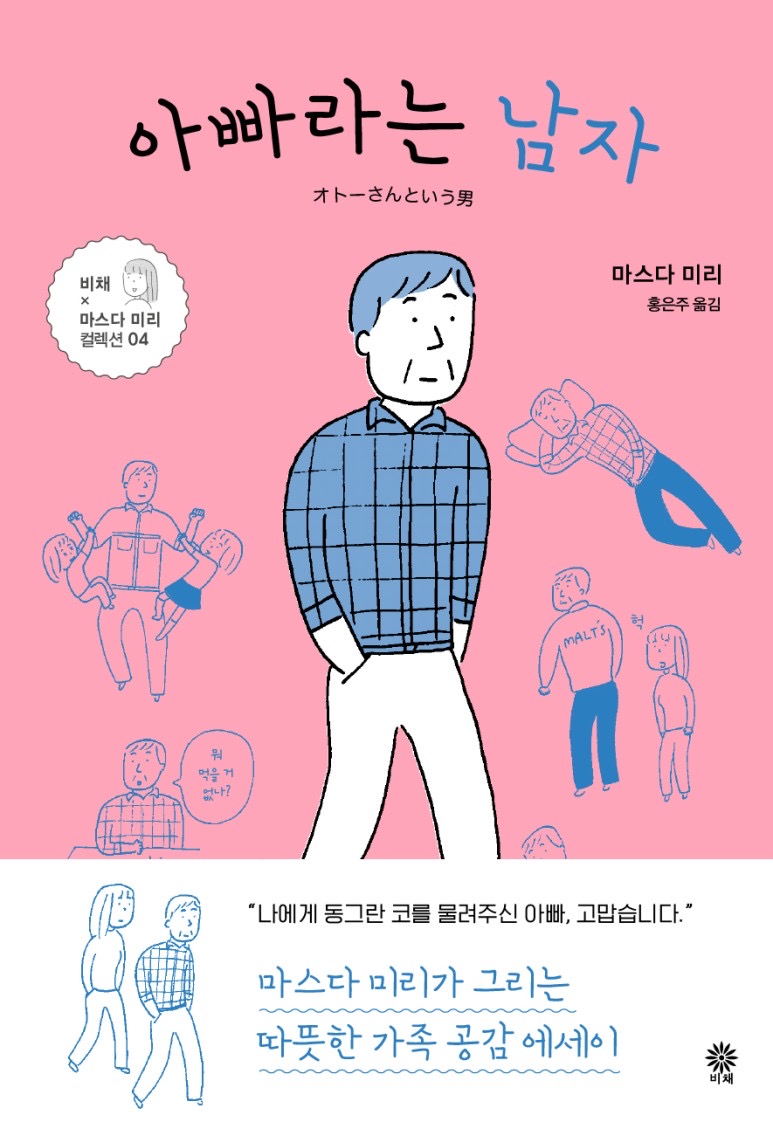 아빠라는 남자
オトーさんという男
비채
×
마스다 미리
컬렉션 04
마스다 미리
홍은주 옮김
MALT'S
헉
뭐
먹을 거
없나?
“나에게 동그란 코를 물려주신 아빠, 고맙습니다.”
마스다 미리가 그리는
따뜻한 가족 공감 에세이
비채